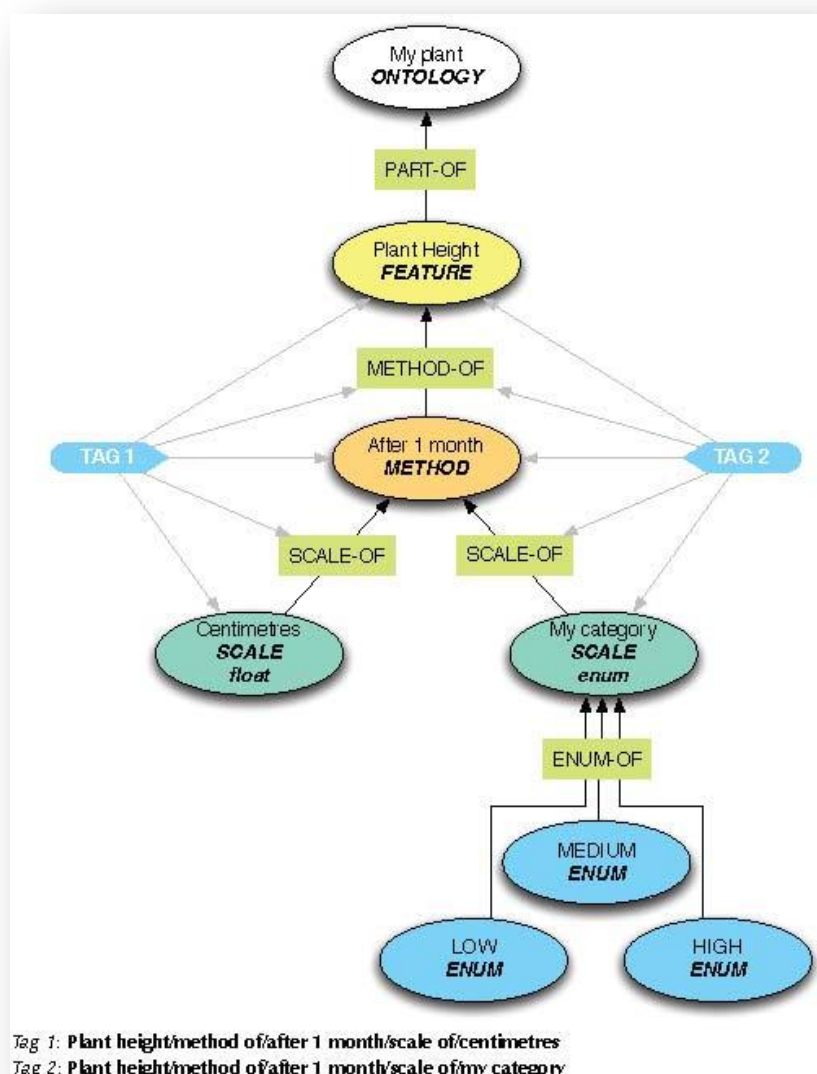 My plant
ONTOLOGY
PART-OF
Plant Height
FEATURE
METHOD-OF
TAG 1
After 1 month
METHOD
TAG 2
SCALE-OF
SCALE-OF
Centimetres
SCALE
float
My category
SCALE
enum
ENUM-OF
MEDIUM
ENUM
LOW
ENUM
HIGH
ENUM
Tag 1: Plant height/method of/after 1 month/scale of/centimetres
Tag 2: Plant height/method of/after 1 month/scale of/my category